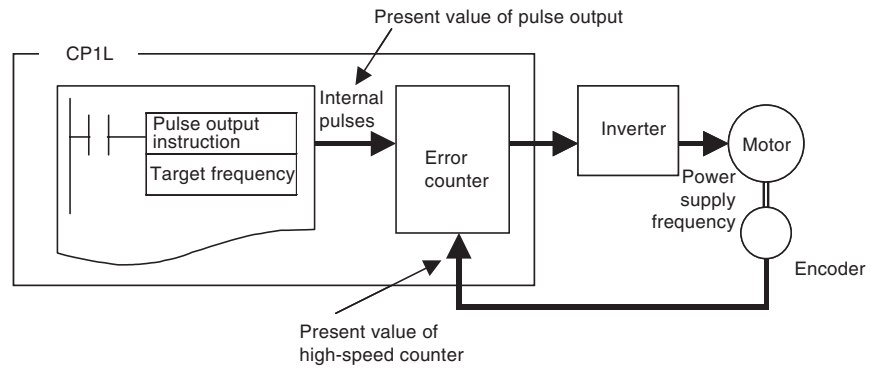 Present value of pulse output
CP1L
Internal
pulses
Pulse output
instruction
Target frequency
Error
counter
Inverter
Motor
Power
supply
frequency
Encoder
Present value of
high-speed counter